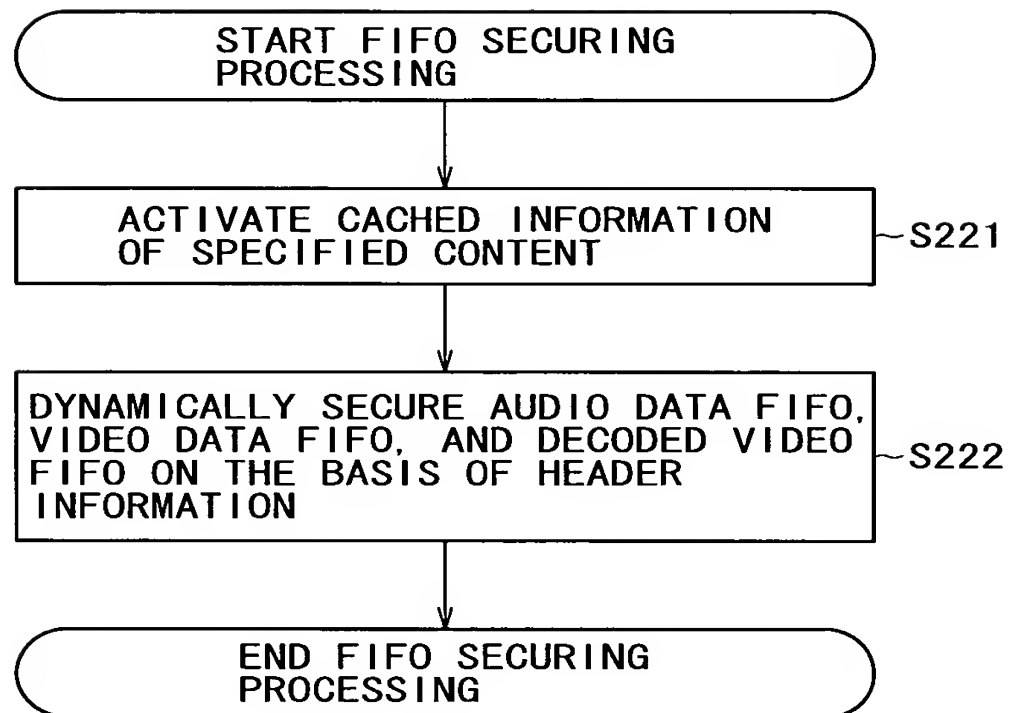 START FIFO SECURING
PROCESSING
ACTIVATE CACHED INFORMATION
OF SPECIFIED CONTENT
S221
DYNAMICALLY SECURE AUDIO DATA FIFO,
VIDEO DATA FIFO, AND DECODED VIDEO
FIFO ON THE BASIS OF HEADER
INFORMATION
S222
END FIFO SECURING
PROCESSING